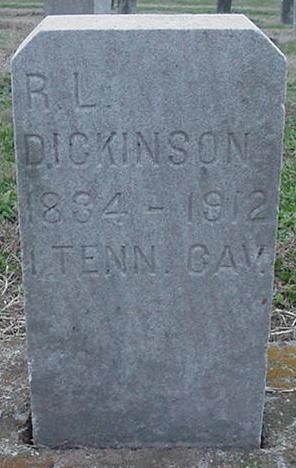 R. L.
DICKINSON
1834 - 1912
1. TENN. CAV.